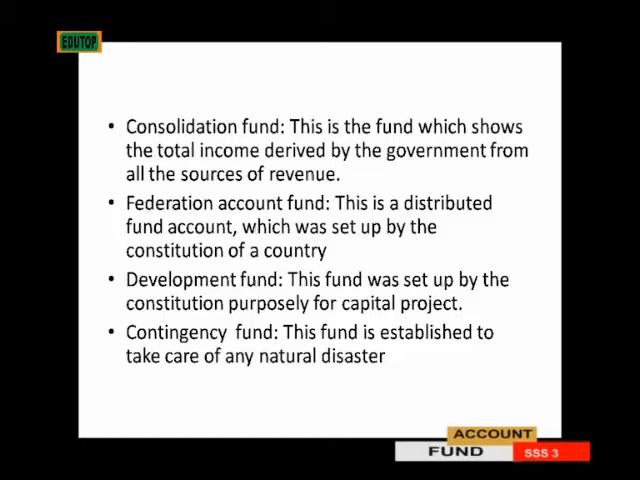 EDUTOP
• Consolidation fund: This is the fund which shows
the total income derived by the government from
all the sources of revenue.
• Federation account fund: This is a distributed
fund account, which was set up by the
constitution of a country
• Development fund: This fund was set up by the
constitution purposely for capital project.
• Contingency fund: This fund is established to
take care of any natural disaster
ACCOUNT
FUND SSS 3